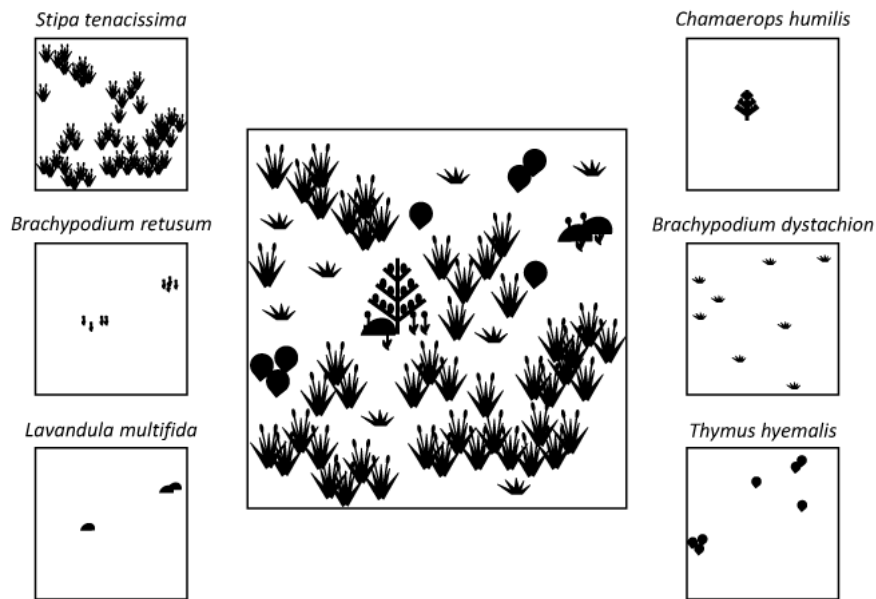 Stipa tenacissima
Chamaerops humilis
Brachypodium retusum
Brachypodium dystachion
Lavandula multifida
Thymus hyemalis